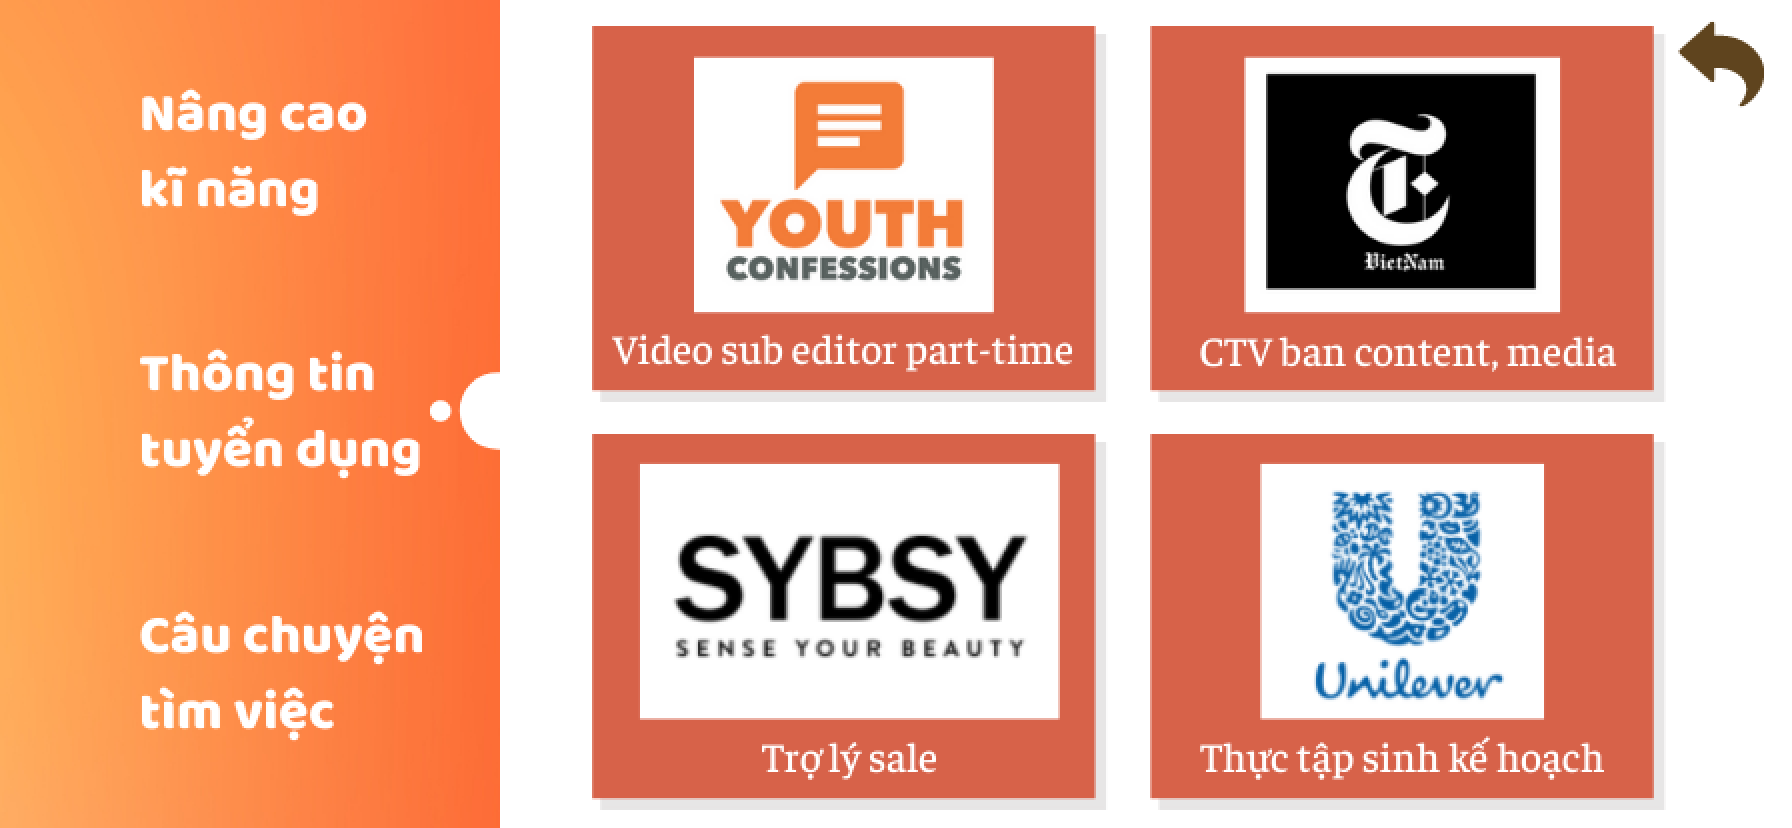 Nâng cao
kĩ năng
Thông tin
tuyển dụng
Câu chuyện
tìm việc
YOUTH
CONFESSIONS
Video sub editor part-time
T
VietNam
CTV ban content, media
SYBSY
SENSE YOUR BEAUTY
Trợ lý sale
Unilever
Thực tập sinh kế hoạch